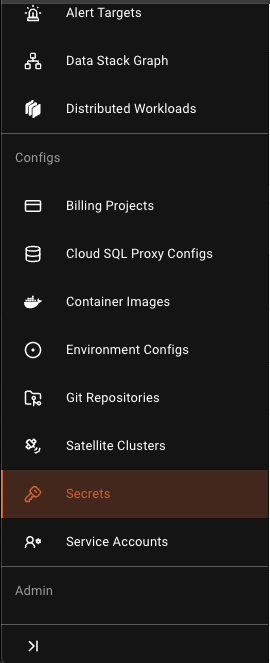 Alert Targets
Data Stack Graph
Distributed Workloads
Configs
Billing Projects
Cloud SQL Proxy Configs
Container Images
Environment Configs
Git Repositories
Satellite Clusters
Secrets
Service Accounts
Admin